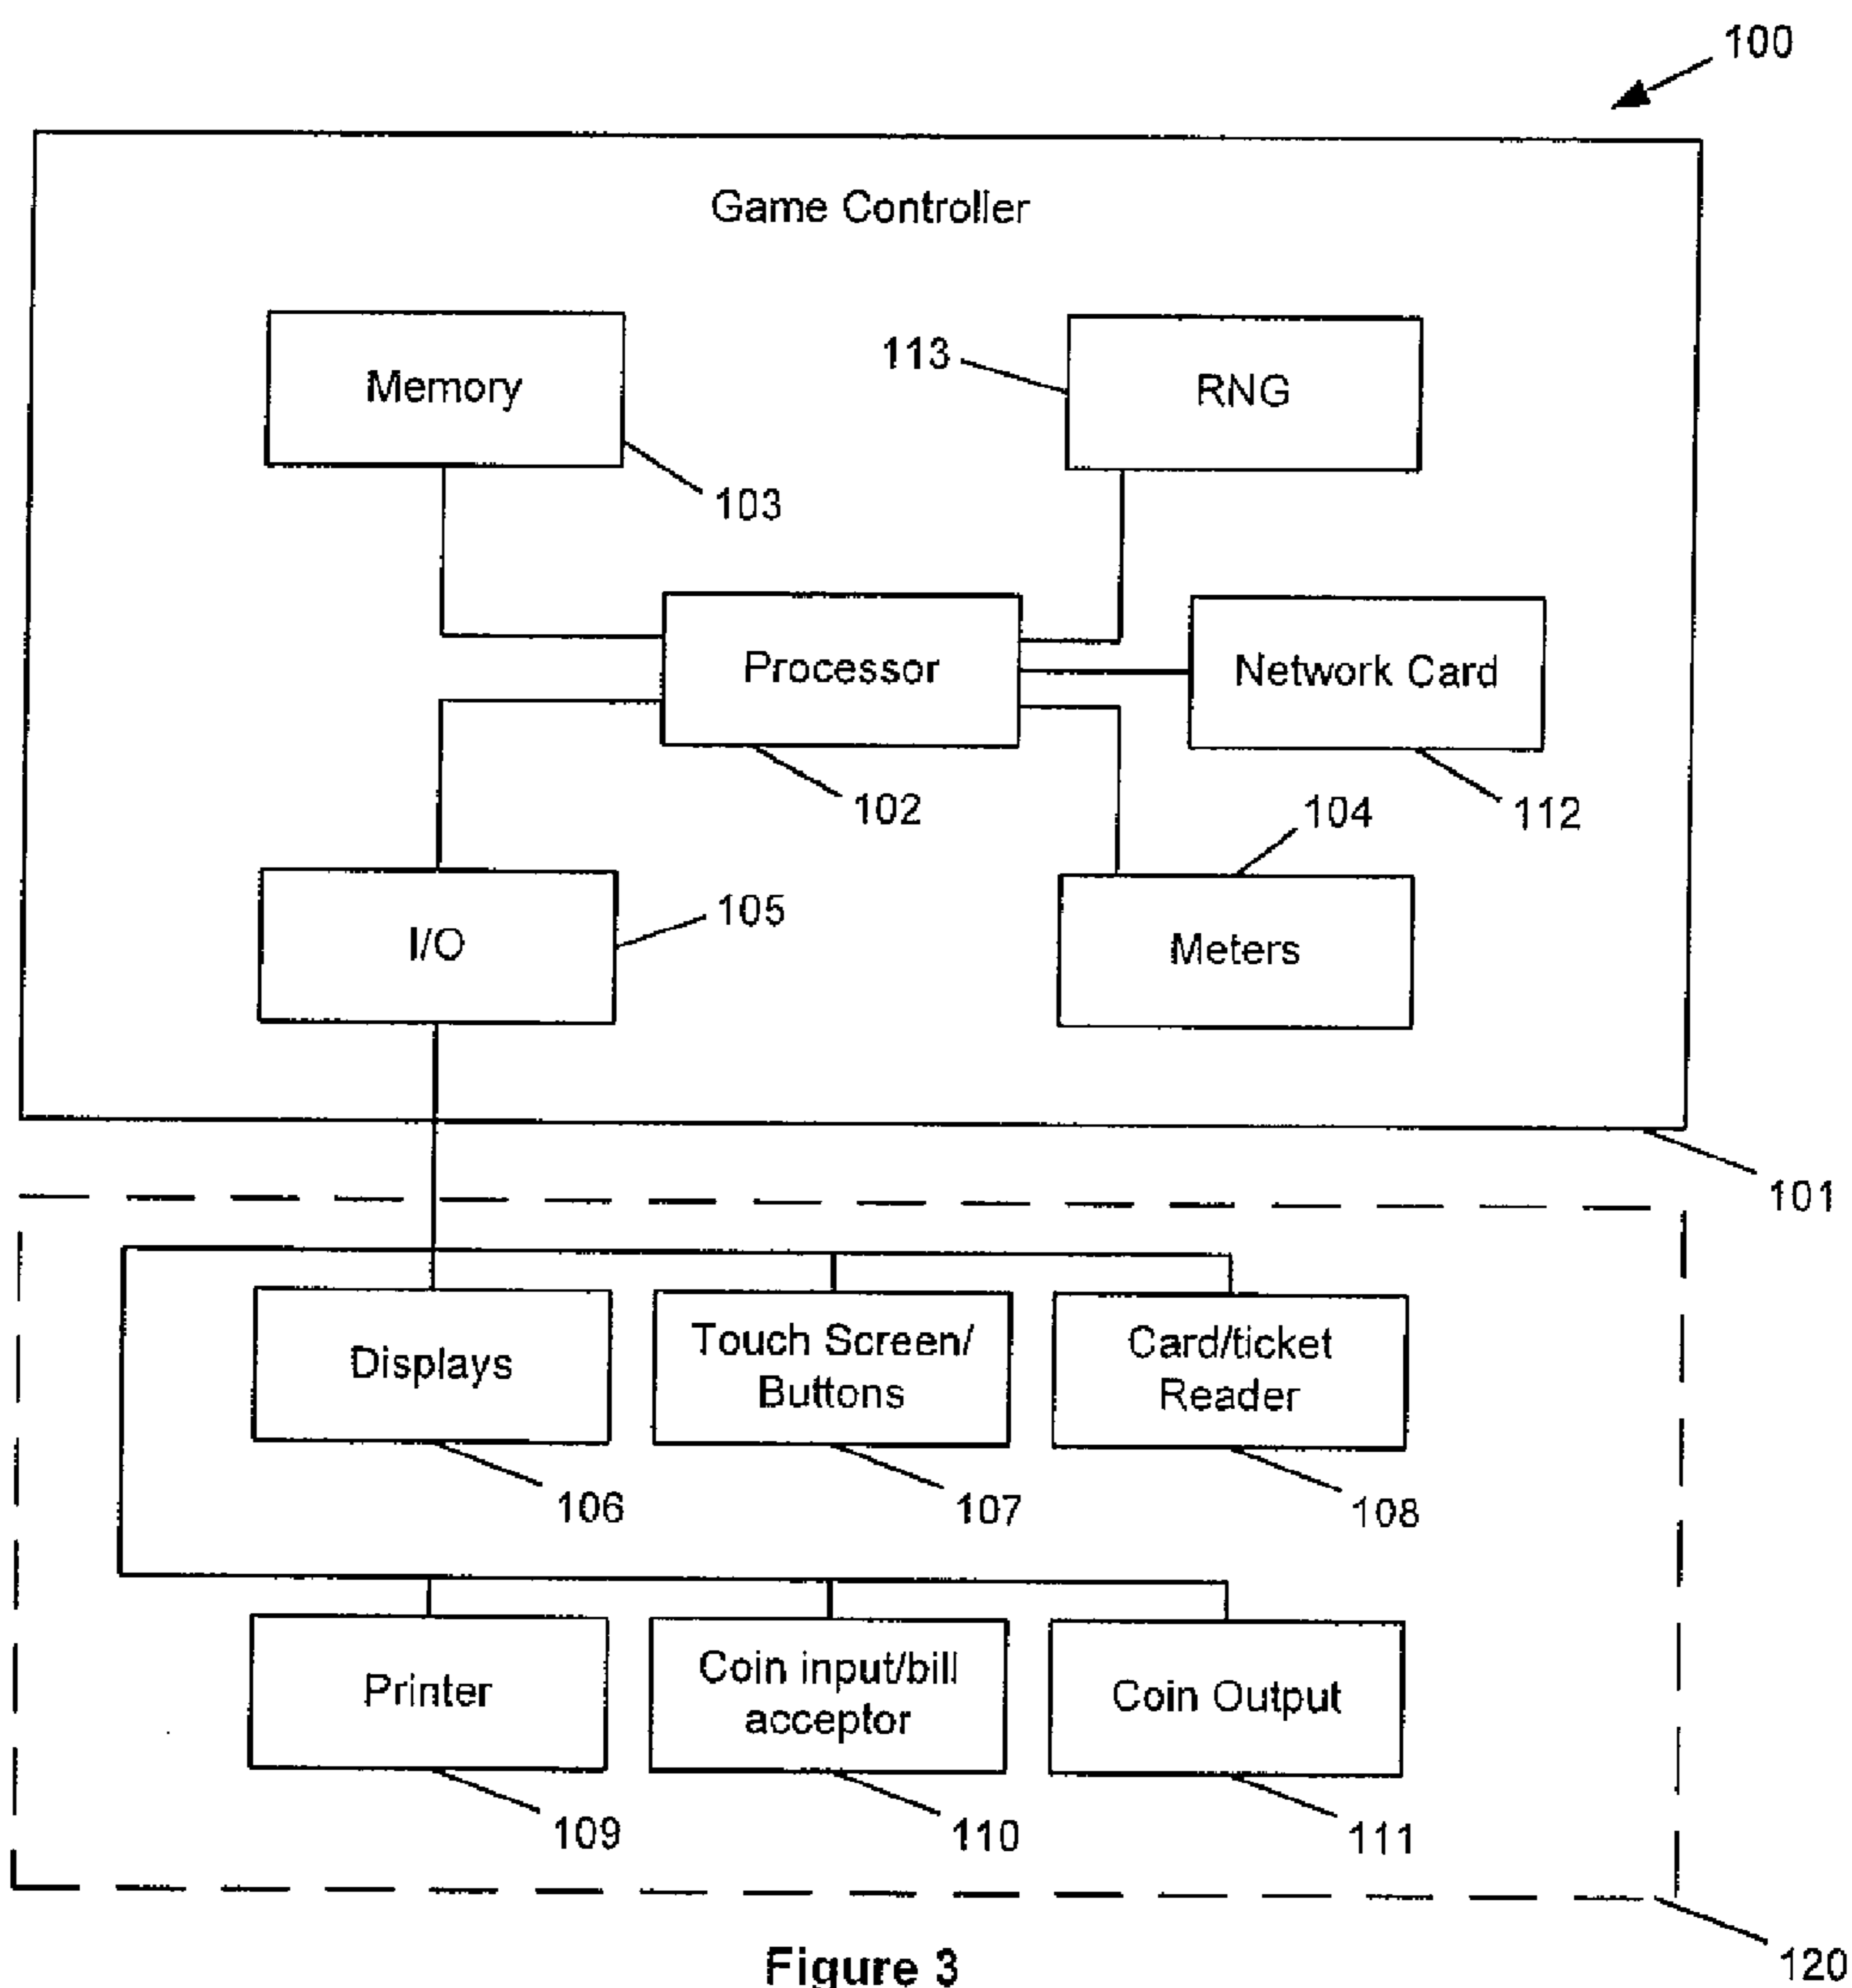 100
Game Controller
Memory
113
RNG
103
Processor
Network Card
102
104
112
I/O
105
Meters
101
Displays
Touch Screen/
Buttons
Card/ticket
Reader
106
107
108
Printer
Coin input/bill
acceptor
Coin Output
109
110
111
120
Figure 3